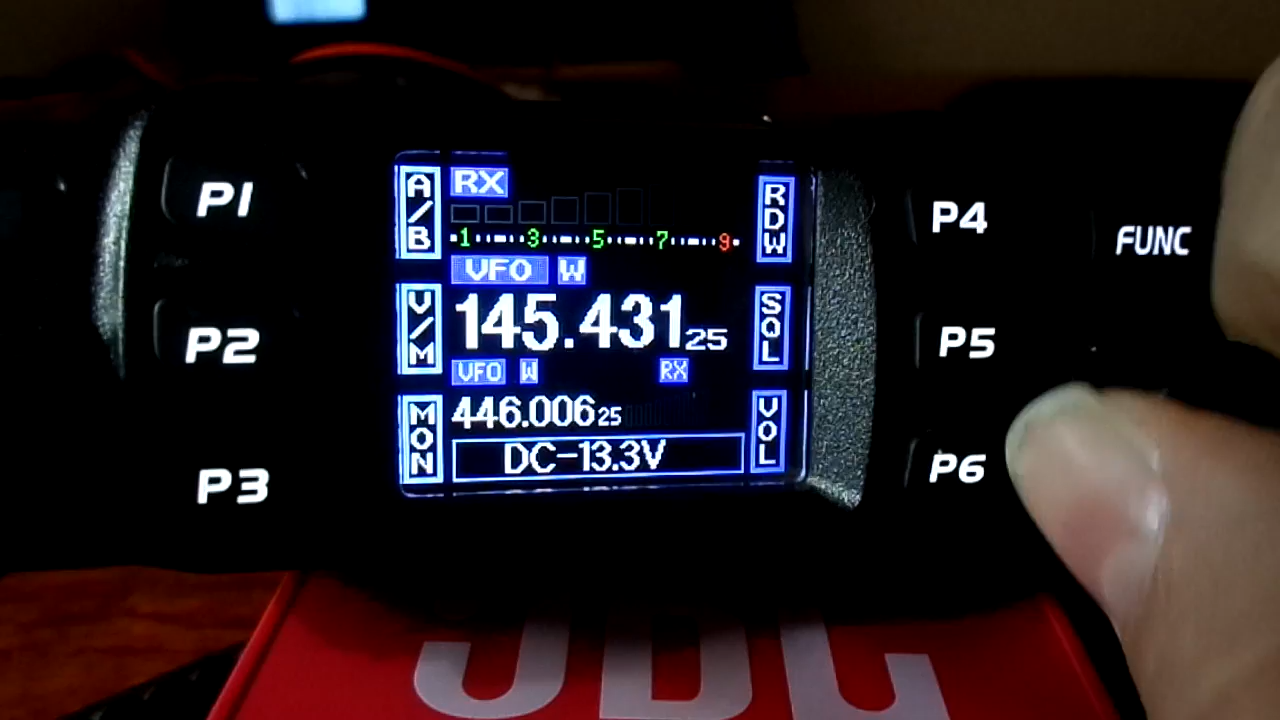 P1
P2
P3
A/B
V/M
MON
RX
1 3 5 7 9
VFO W
145.431 25
VFO W RX
446.006 25
DC-13.3V
RDW
SQL
VOL
P4
P5
P6
FUNC